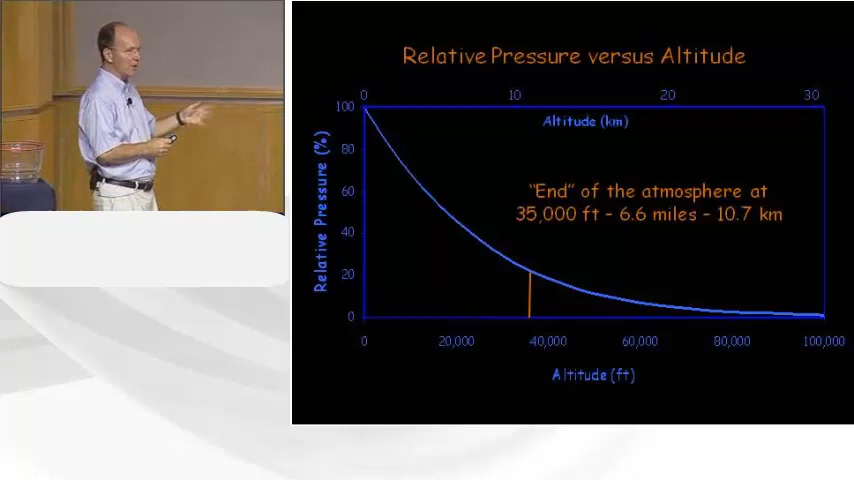 Relative Pressure versus Altitude
0 10 20 30
Altitude (km)
100
80
60
40
20
0
Relative Pressure (%)
"End" of the atmosphere at
35,000 ft - 6.6 miles - 10.7 km
0 20,000 40,000 60,000 80,000 100,000
Altitude (ft)